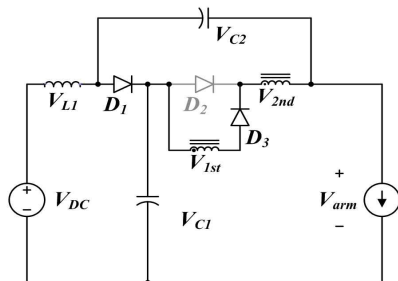 V_C2
V_L1
D_1
D_2
V_2nd
D_3
V_1st
+
−
V_DC
V_C1
+
V_arm
−